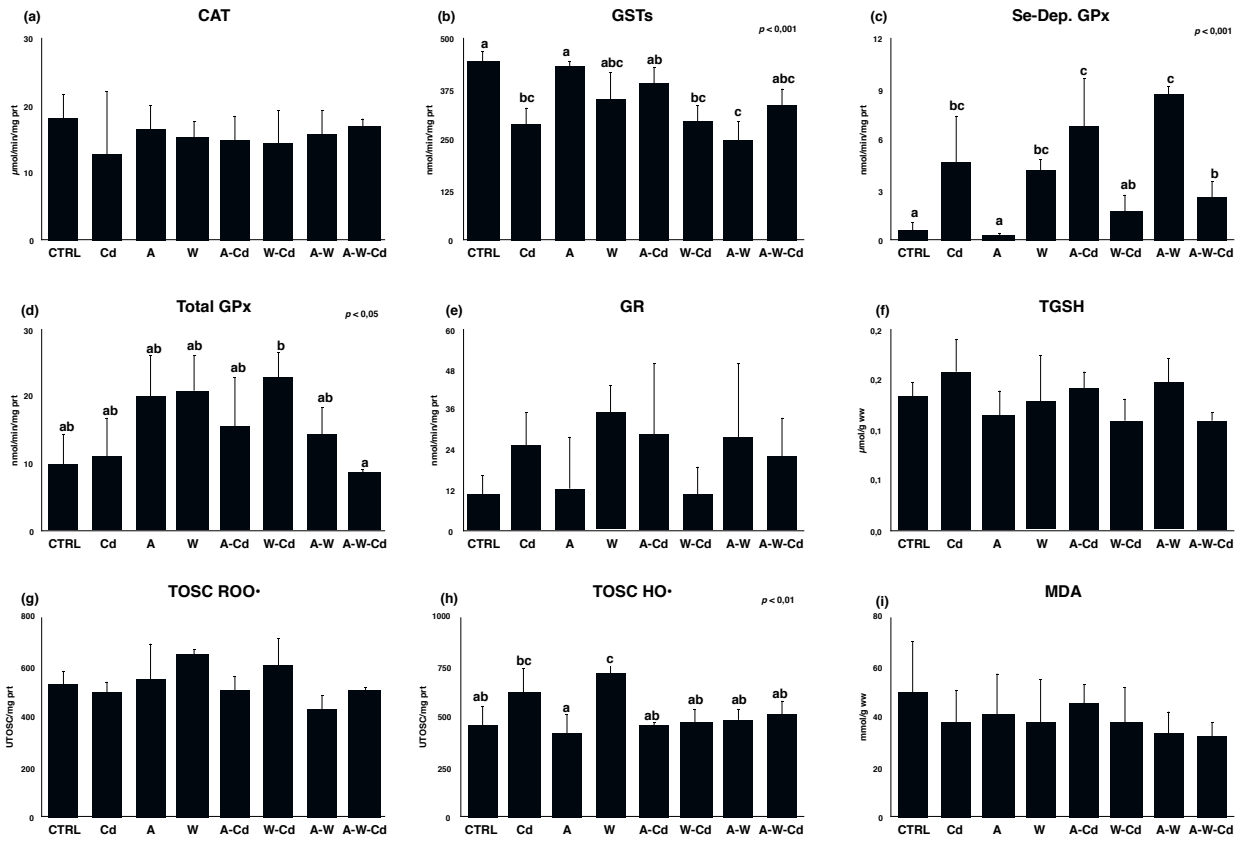 (a) CAT
µmol/min/mg prt
30
20
10
0
CTRL Cd A W A-Cd W-Cd A-W A-W-Cd
(b) GSTs
p < 0,001
nmol/min/mg prt
500
375
250
125
0
a bc a abc ab bc c abc
CTRL Cd A W A-Cd W-Cd A-W A-W-Cd
(c) Se-Dep. GPx
p < 0,001
nmol/min/mg prt
12
9
6
3
0
a bc a bc c ab c b
CTRL Cd A W A-Cd W-Cd A-W A-W-Cd
(d) Total GPx
p < 0,05
nmol/min/mg prt
30
20
10
0
ab ab ab ab ab b ab a
CTRL Cd A W A-Cd W-Cd A-W A-W-Cd
(e) GR
nmol/min/mg prt
60
48
36
24
12
0
CTRL Cd A W A-Cd W-Cd A-W A-W-Cd
(f) TGSH
µmol/g ww
0,2
0,2
0,1
0,1
0,0
CTRL Cd A W A-Cd W-Cd A-W A-W-Cd
(g) TOSC ROO•
UTOSC/mg prt
800
600
400
200
0
CTRL Cd A W A-Cd W-Cd A-W A-W-Cd
(h) TOSC HO•
p < 0,01
UTOSC/mg prt
1000
750
500
250
0
ab bc a c ab ab ab ab
CTRL Cd A W A-Cd W-Cd A-W A-W-Cd
(i) MDA
mmol/g ww
80
60
40
20
0
CTRL Cd A W A-Cd W-Cd A-W A-W-Cd